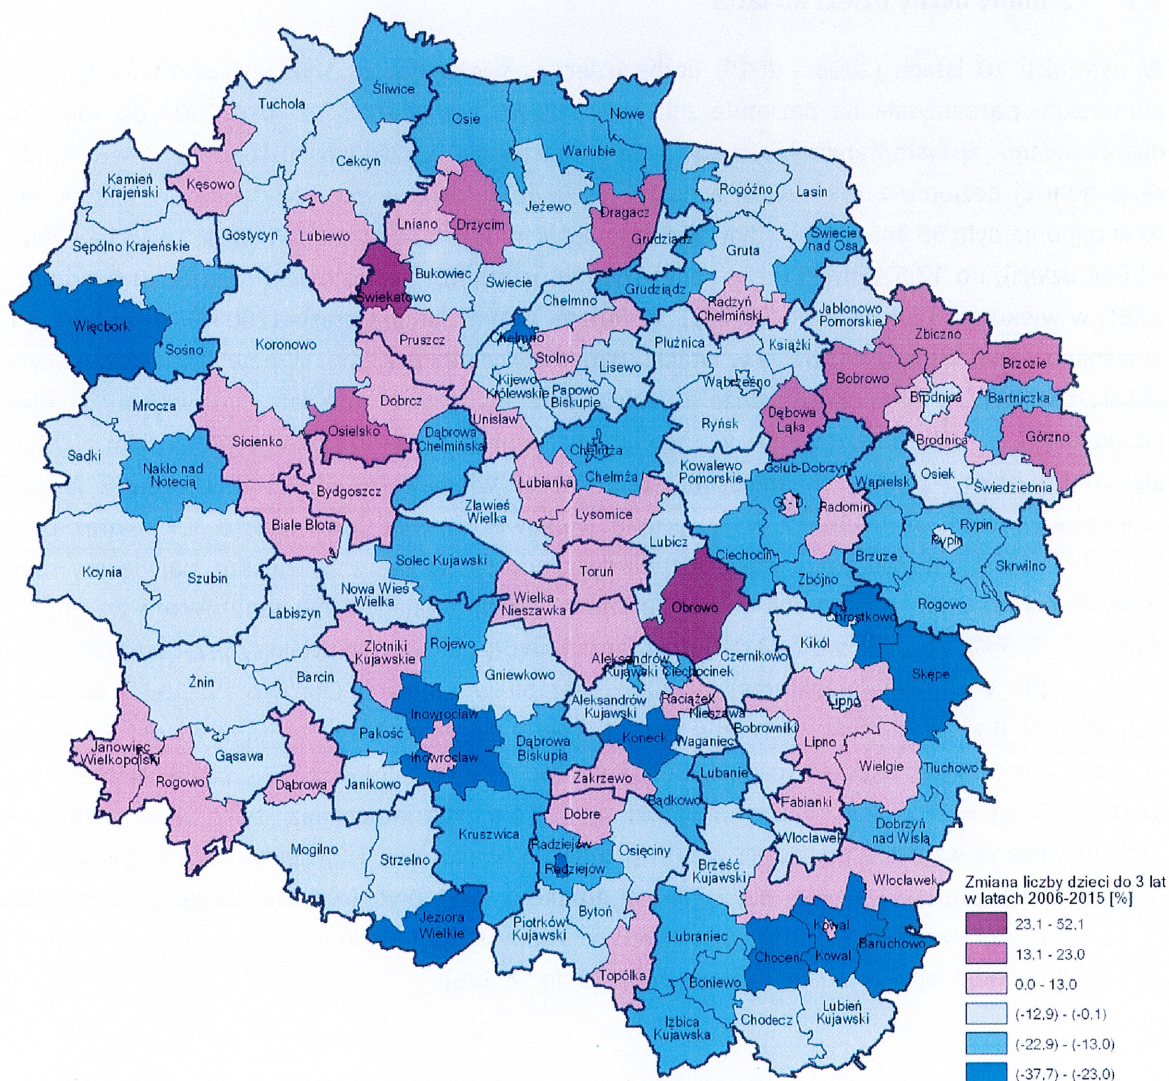 Tuchola
Śliwice
Osie
Nowe
Warlubie
Cekcyn
Kamień
Krajeński
Kęsowo
Rogóźno
Lasin
Jeżewo
Drzycim
Dragacz
Lniano
Gostycyn
Lubiewo
Sępólno Krajeńskie
Grudziądz
Gruta
Świecie
nad Osą
Bukowiec
Świecie
Świekatowo
Grudziądz
Chełmno
Radzyń
Chełmiński
Jabłonowo
Pomorskie
Więcbork
Sośno
Koronowo
Pruszcz
Chełmno
Stolno
Płużnica
Książki
Zbiczno
Brzozie
Lisewo
Kijewo
Królewskie
Papowo
Biskupie
Wąbrzeźno
Bobrowo
Brodnica
Bartniczka
Mrocza
Dobrcz
Unisław
Ryńsk
Dębowa
Łąka
Brodnica
Górzno
Sicienko
Osielsko
Dąbrowa
Chełmińska
Chełmża
Chełmża
Sadki
Nakło nad
Notecią
Kowalewo
Pomorskie
Golub-Dobrzyń
Wąpielsk
Osiek
Świedziebnia
Bydgoszcz
Zławieś
Wielka
Łubianka
Łysomice
G.-D.
Radomin
Białe Błota
Lubicz
Rypin
Rypin
Kcynia
Szubin
Solec Kujawski
Toruń
Ciechocin
Zbójno
Brzuze
Skrwilno
Labiszyn
Nowa Wieś
Wielka
Wielka
Nieszawka
Obrowo
Rogowo
Chrostkowo
Złotniki
Kujawskie
Rojewo
Kikół
Czernikowo
Żnin
Barcin
Gniewkowo
Aleksandrów
Kujawski
Ciechocinek
Skępe
Aleksandrów
Kujawski
Raciążek
Nieszawa
Lipno
Inowrocław
Pakość
Koneck
Waganiec
Bobrowniki
Janowiec
Wielkopolski
Rogowo
Gąsawa
Inowrocław
Dąbrowa
Biskupia
Lipno
Wielgie
Tłuchowo
Dąbrowa
Janikowo
Zakrzewo
Lubanie
Bądkowo
Fabianki
Dobre
Dobrzyń
nad Wisłą
Mogilno
Strzelno
Kruszwica
Radziejów
Radziejów
Osięciny
Brześć
Kujawski
Włocławek
Włocławek
Jeziora
Wielkie
Piotrków
Kujawski
Bytoń
Topólka
Lubraniec
Choceń
Kowal
Kowal
Baruchowo
Boniewo
Izbica
Kujawska
Chodecz
Lubień
Kujawski
Zmiana liczby dzieci do 3 lat
w latach 2006-2015 [%]
23,1 - 52,1
13,1 - 23,0
0,0 - 13,0
(-12,9) - (-0,1)
(-22,9) - (-13,0)
(-37,7) - (-23,0)